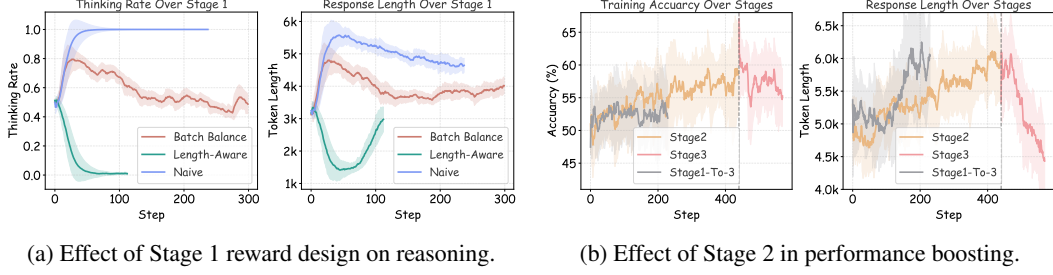 Thinking Rate Over Stage 1
Thinking Rate
1.0
0.8
0.6
0.4
0.2
0.0
Batch Balance
Length-Aware
Naive
0
100
200
300
Step
Response Length Over Stage 1
Token Length
6k
5k
4k
3k
2k
1k
Batch Balance
Length-Aware
Naive
0
100
200
300
Step
Training Accuarcy Over Stages
Accuarcy (%)
65
60
55
50
45
Stage2
Stage3
Stage1-To-3
0
200
400
Step
Response Length Over Stages
Token Length
6.5k
6.0k
5.5k
5.0k
4.5k
4.0k
Stage2
Stage3
Stage1-To-3
0
200
400
Step
(a) Effect of Stage 1 reward design on reasoning.
(b) Effect of Stage 2 in performance boosting.